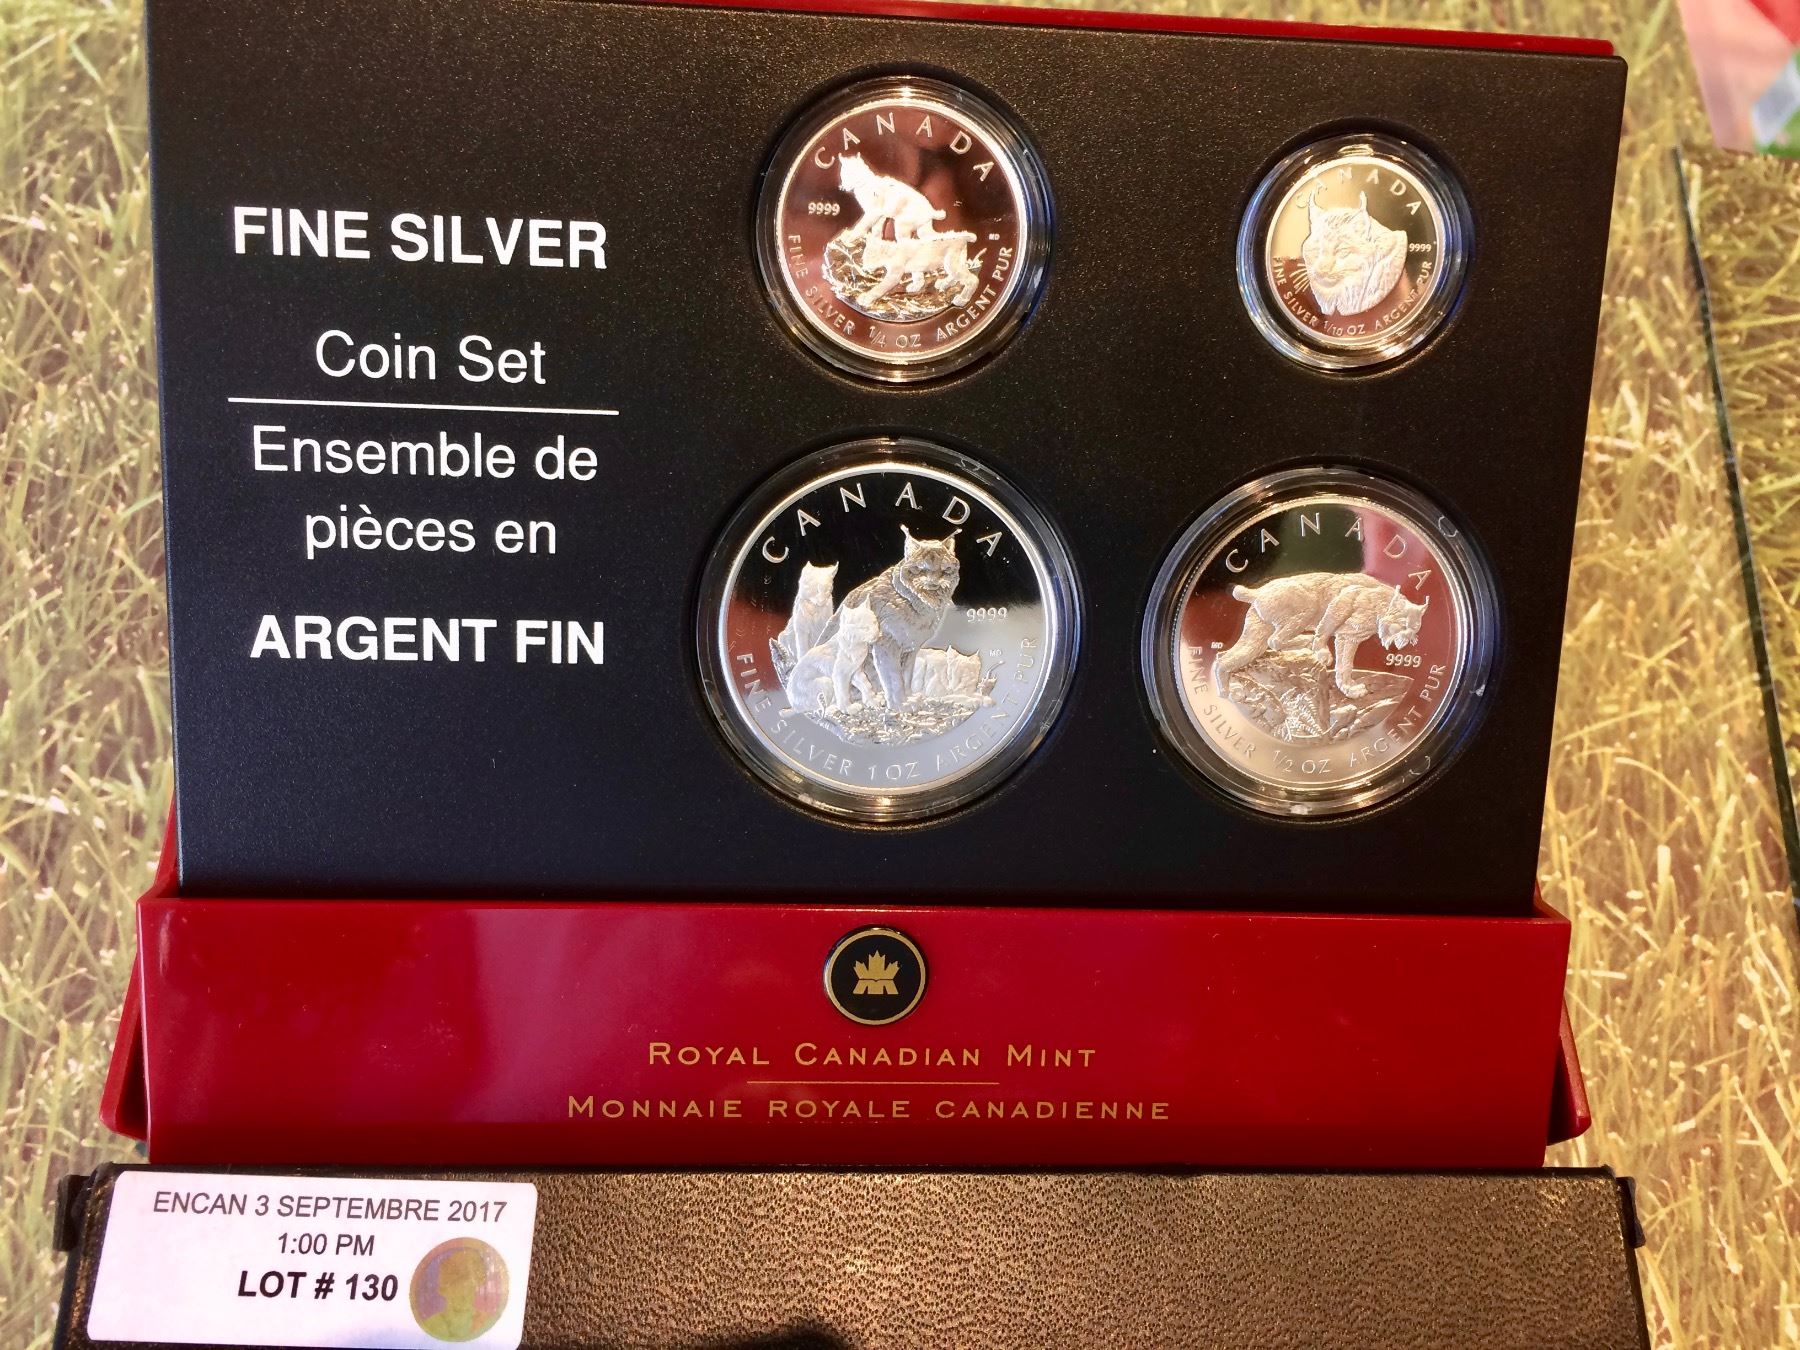 FINE SILVER
Coin Set
Ensemble de
pièces en
ARGENT FIN
CANADA
9999
MD
FINE SILVER 1/4 OZ ARGENT PUR
CANADA
9999
FINE SILVER 1/10 OZ ARGENT PUR
CANADA
9999
MD
FINE SILVER 1 OZ ARGENT PUR
CANADA
MD
9999
FINE SILVER 1/2 OZ ARGENT PUR
ROYAL CANADIAN MINT
MONNAIE ROYALE CANADIENNE
ENCAN 3 SEPTEMBRE 2017
1:00 PM
LOT # 130